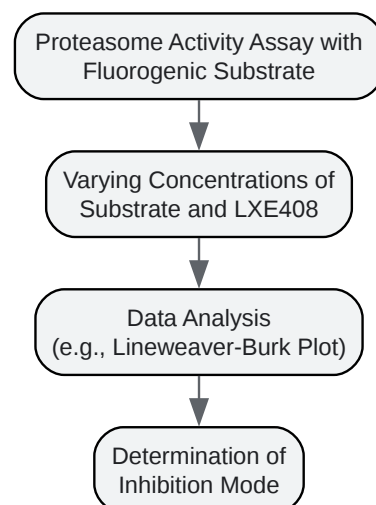 Proteasome Activity Assay with
Fluorogenic Substrate
Varying Concentrations of
Substrate and LXE408
Data Analysis
(e.g., Lineweaver-Burk Plot)
Determination of
Inhibition Mode